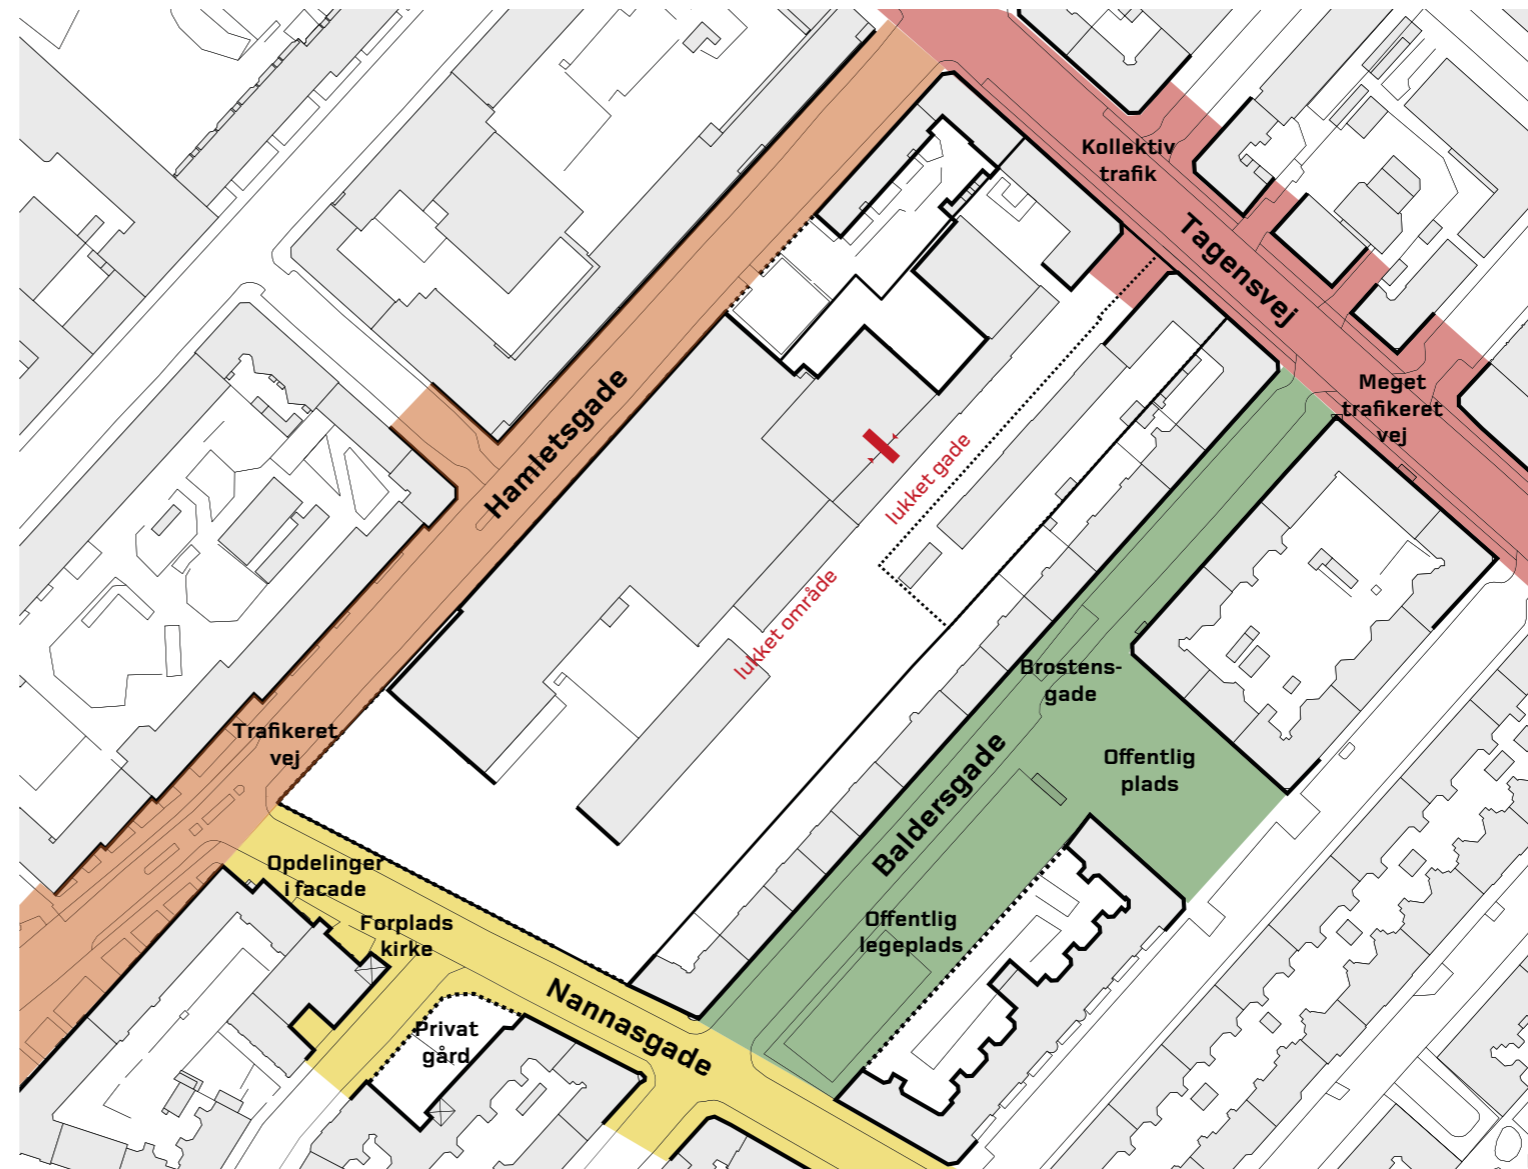 Kollektiv
trafik
Tagensvej
Meget
trafikeret
vej
Hamletsgade
lukket gade
lukket område
Brostens-
gade
Trafikeret
vej
Offentlig
plads
Baldersgade
Opdelinger
i facade
Forplads
kirke
Offentlig
legeplads
Nannasgade
Privat
gård